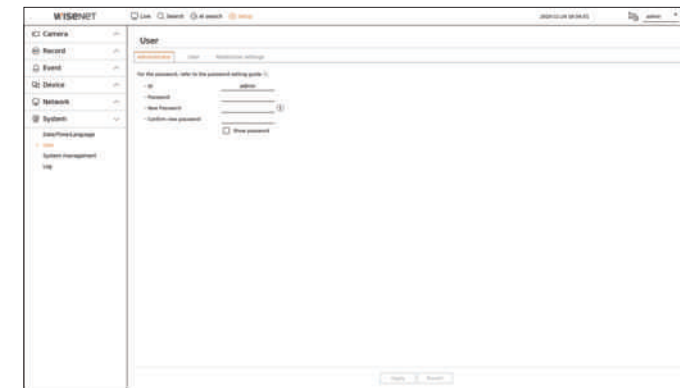 WISENET
Live Search AI search Setup
admin
Camera
Record
Event
Device
Network
System
Date/Time/Language
User
System management
Log
User
Administrator User Permission settings
For the password, refer to the password setting guide
- ID admin
- Password
- New Password
- Confirm new password
Show password
Apply Revert